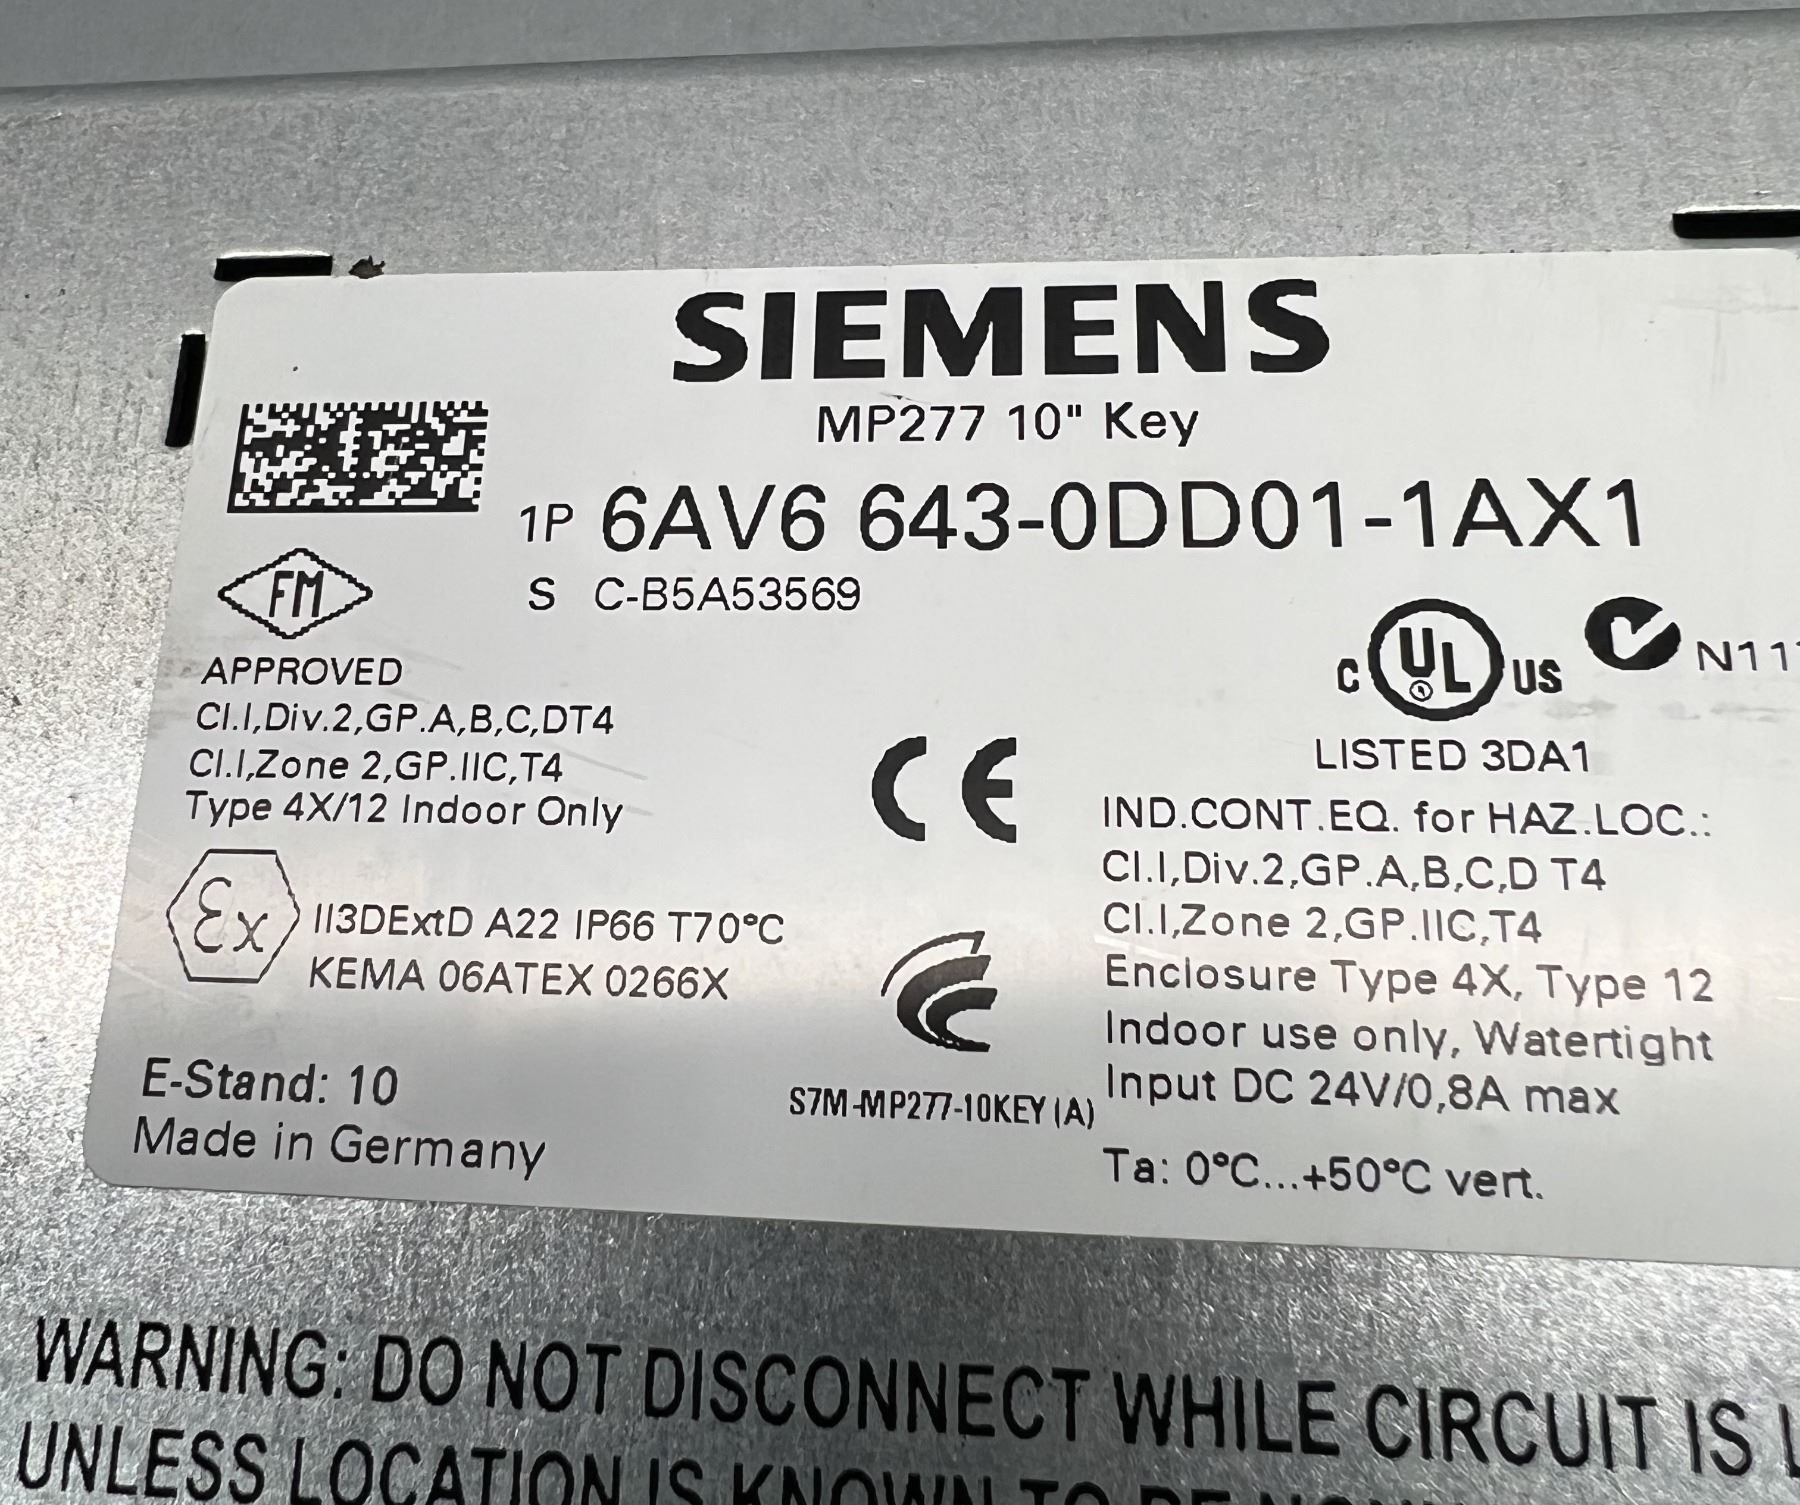 SIEMENS
MP277 10" Key
1P 6AV6 643-0DD01-1AX1
S C-B5A53569
FM
APPROVED
Cl.I,Div.2,GP.A,B,C,DT4
Cl.I,Zone 2,GP.IIC,T4
Type 4X/12 Indoor Only
Ex II3DExtD A22 IP66 T70°C
KEMA 06ATEX 0266X
E-Stand: 10
Made in Germany
CE
S7M-MP277-10KEY (A)
C UL US
N11
LISTED 3DA1
IND.CONT.EQ. for HAZ.LOC.:
Cl.I,Div.2,GP.A,B,C,D T4
Cl.I,Zone 2,GP.IIC,T4
Enclosure Type 4X, Type 12
Indoor use only, Watertight
Input DC 24V/0,8A max
Ta: 0°C...+50°C vert.
WARNING: DO NOT DISCONNECT WHILE CIRCUIT IS
UNLESS LOCATION IS KNOWN TO BE